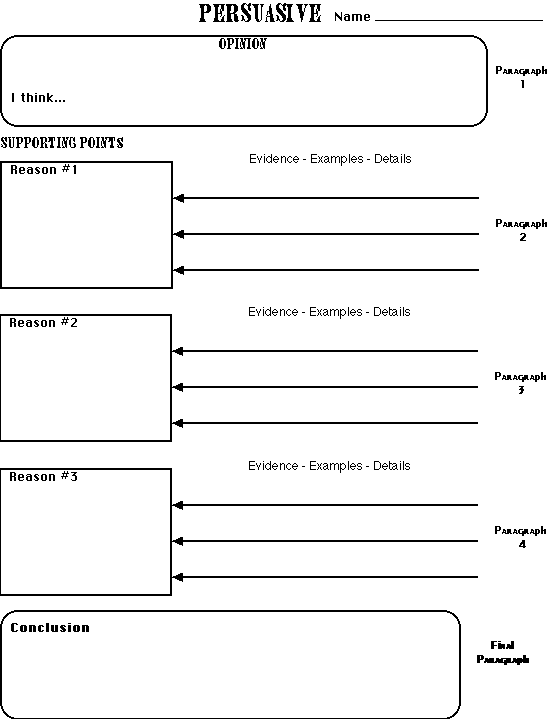 PERSUASIVE Name
OPINION
Paragraph
1
I think...
SUPPORTING POINTS
Evidence - Examples - Details
Reason #1
Paragraph
2
Evidence - Examples - Details
Reason #2
Paragraph
3
Evidence - Examples - Details
Reason #3
Paragraph
4
Conclusion
Final
Paragraph